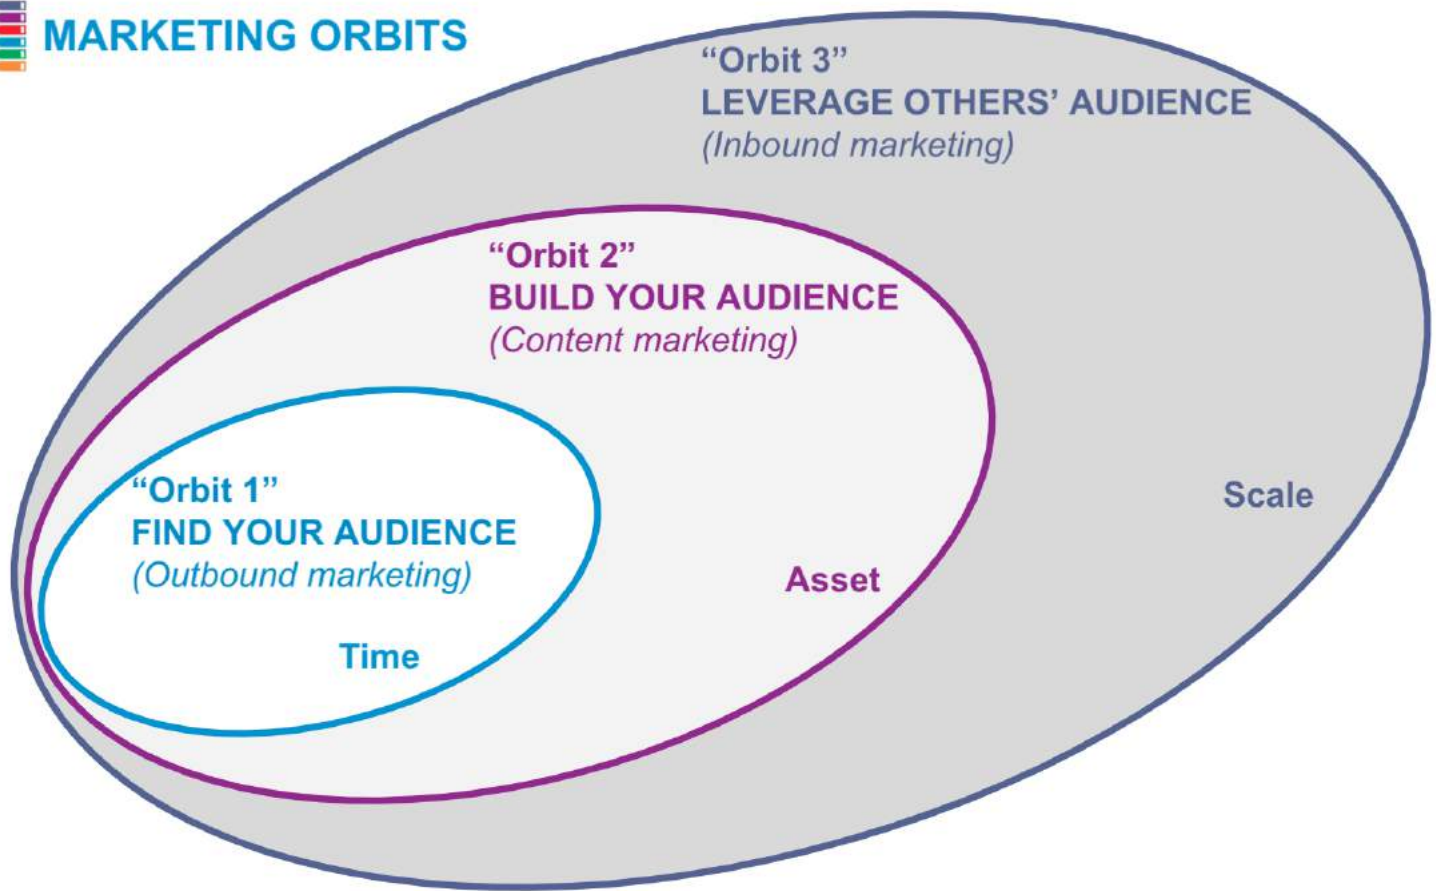 MARKETING ORBITS
“Orbit 3”
LEVERAGE OTHERS’ AUDIENCE
(Inbound marketing)
“Orbit 2”
BUILD YOUR AUDIENCE
(Content marketing)
“Orbit 1”
FIND YOUR AUDIENCE
(Outbound marketing)
Scale
Asset
Time